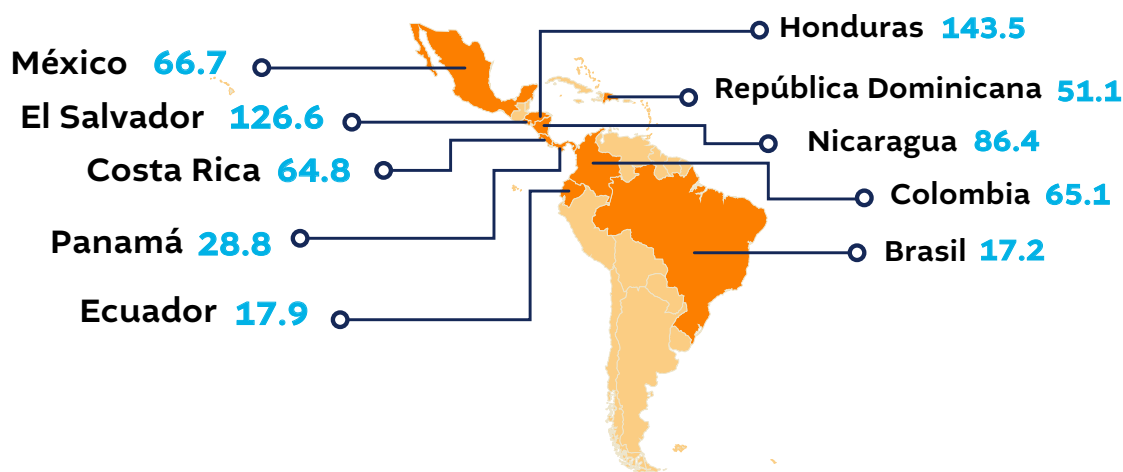 México 66.7
El Salvador 126.6
Costa Rica 64.8
Panamá 28.8
Ecuador 17.9
Honduras 143.5
República Dominicana 51.1
Nicaragua 86.4
Colombia 65.1
Brasil 17.2